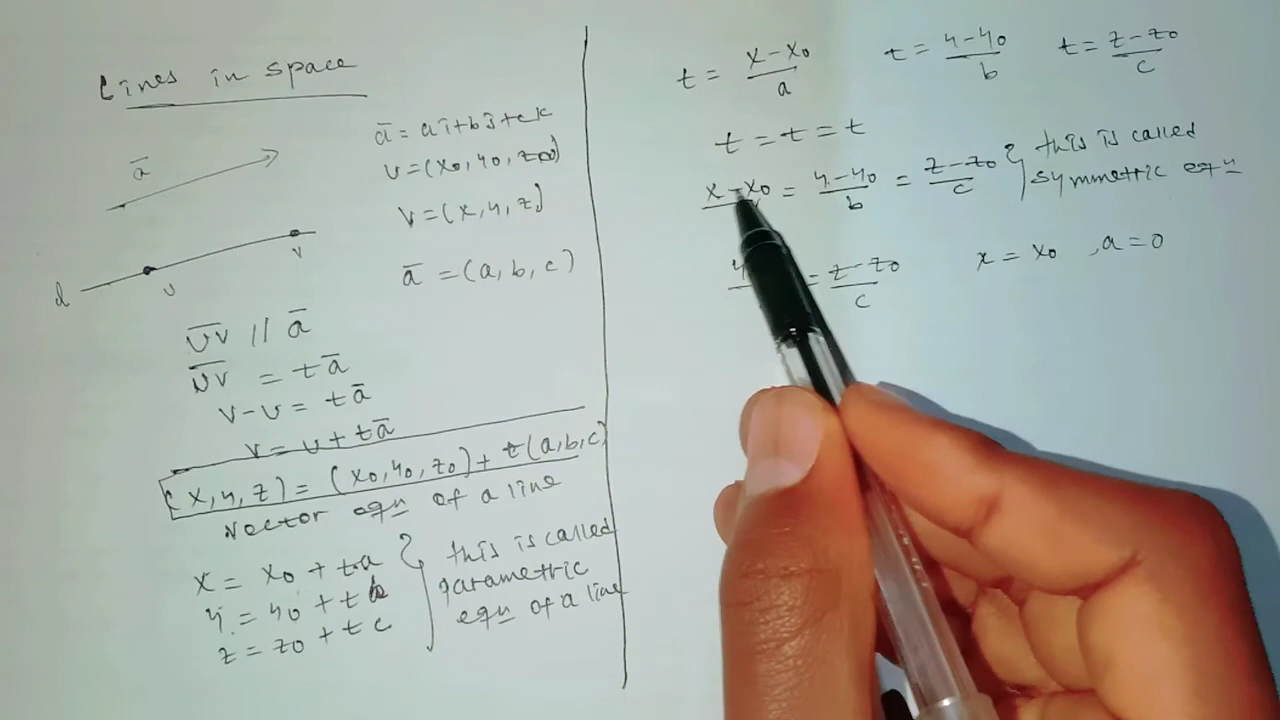 Lines in space
ā
ā = ai+bj+ck
u = (x0, y0, z0)
v = (x, y, z)
d
u
v
ā = (a, b, c)
uv // ā
uv = tā
v-u = tā
v = u + tā
(x, y, z) = (x0, y0, z0) + t(a, b, c)
Vector eqn of a line
x = x0 + ta
y = y0 + tb
z = z0 + tc
this is called
parametric
eqn of a line
t = x-x0/a t = y-y0/b t = z-z0/c
t = t = t
x-x0 = y-y0/b = z-z0/c
this is called
symmetric eqn
= z-z0/c x = x0 , a = 0